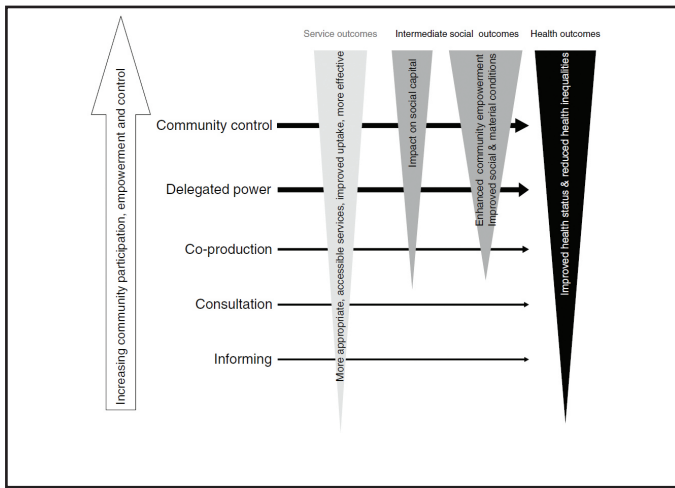 Service outcomes
Intermediate social outcomes
Health outcomes
Increasing community participation, empowerment and control
Community control
Delegated power
Co-production
Consultation
Informing
More appropriate, accessible services, improved uptake, more effective
Impact on social capital
Enhanced community empowerment
Improved social & material conditions
Improved health status & reduced health inequalities